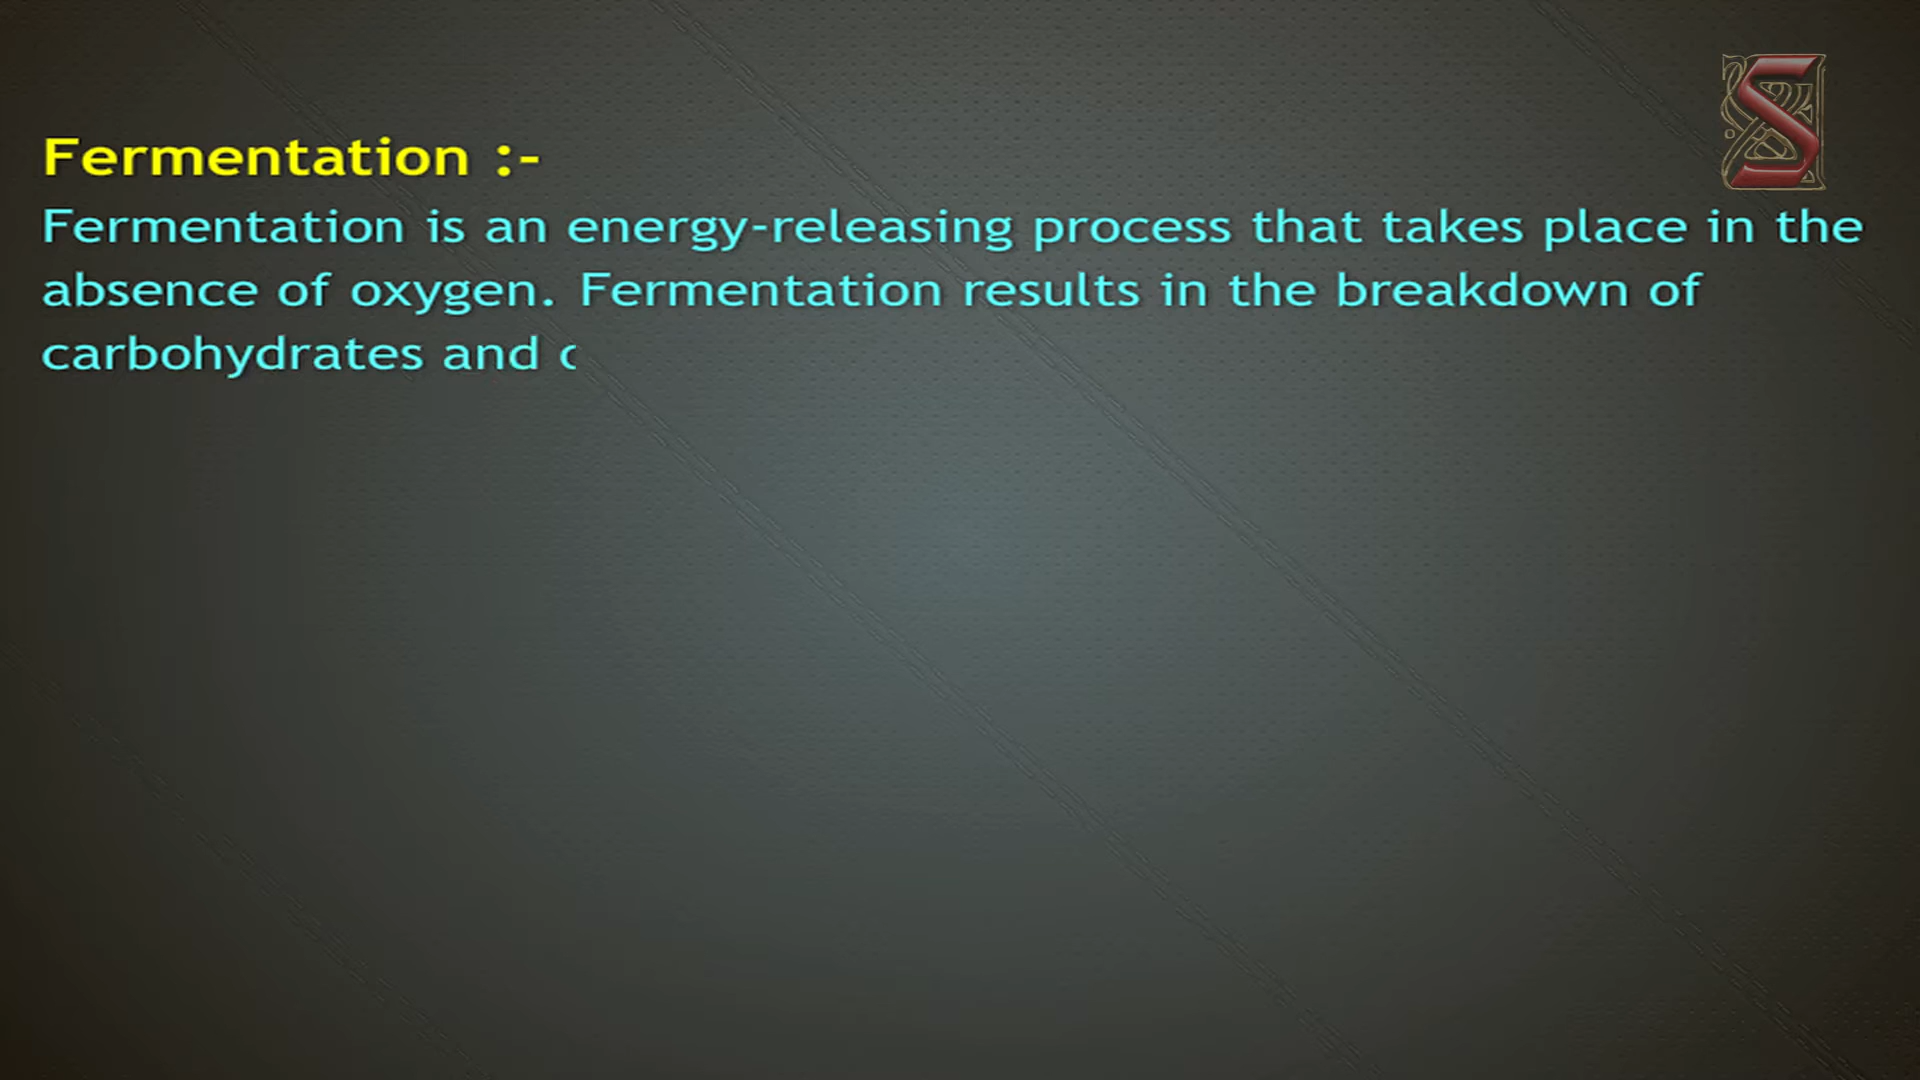 Fermentation :-
Fermentation is an energy-releasing process that takes place in the
absence of oxygen. Fermentation results in the breakdown of
carbohydrates and
S